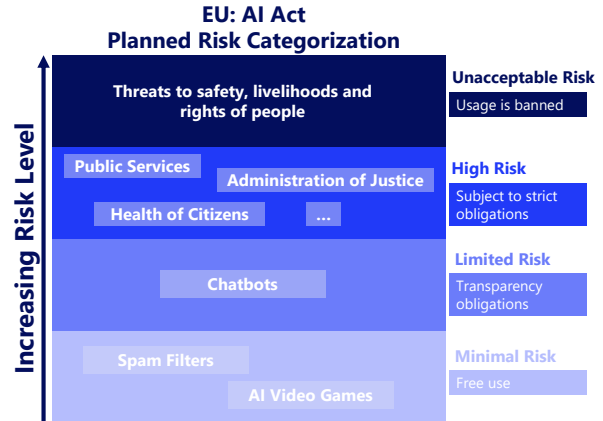 EU: AI Act
Planned Risk Categorization
Increasing Risk Level
Threats to safety, livelihoods and
rights of people
Unacceptable Risk
Usage is banned
Public Services
Administration of Justice
Health of Citizens
...
High Risk
Subject to strict
obligations
Chatbots
Limited Risk
Transparency
obligations
Spam Filters
AI Video Games
Minimal Risk
Free use